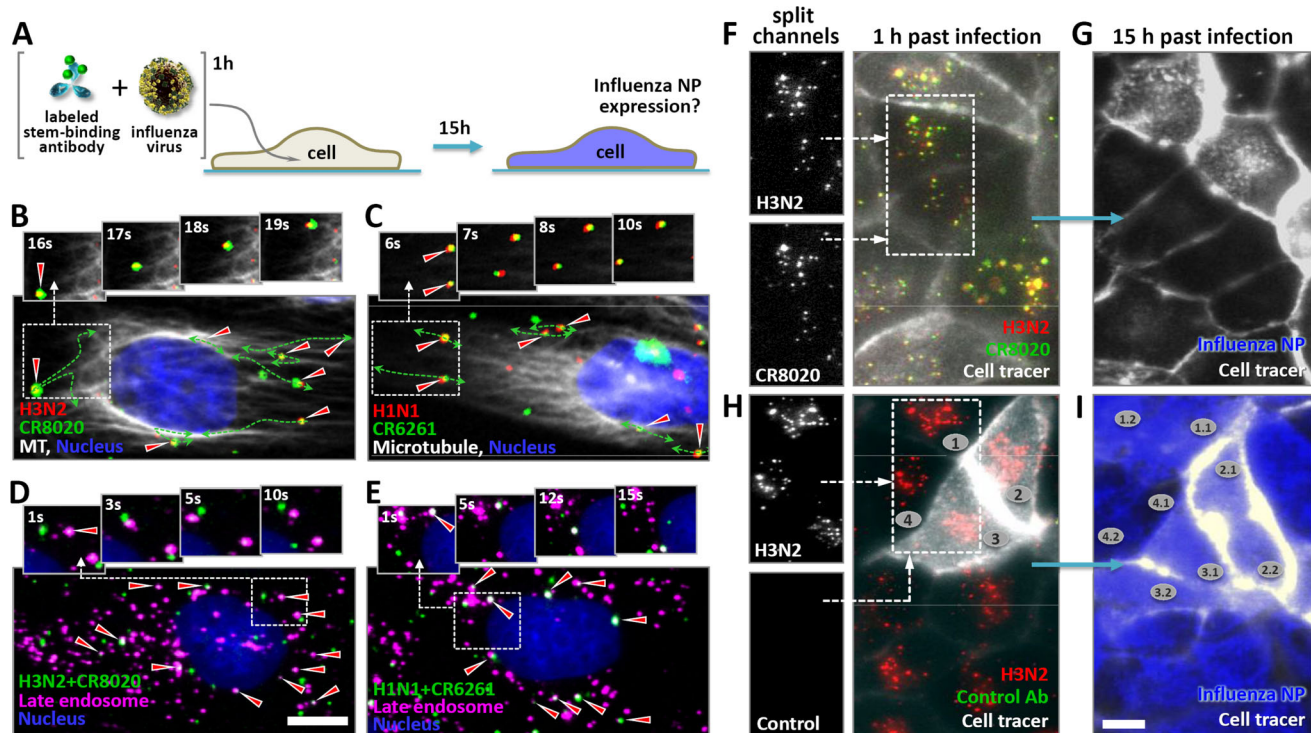 A
1h
labeled
stem-binding
antibody
+
influenza
virus
cell
15h
Influenza NP
expression?
cell
B
16s
17s
18s
19s
H3N2
CR8020
MT, Nucleus
C
6s
7s
8s
10s
H1N1
CR6261
Microtubule, Nucleus
D
1s
3s
5s
10s
H3N2+CR8020
Late endosome
Nucleus
E
1s
5s
12s
15s
H1N1+CR6261
Late endosome
Nucleus
F
split
channels
1 h past infection
H3N2
CR8020
H3N2
CR8020
Cell tracer
G
15 h past infection
Influenza NP
Cell tracer
H
H3N2
Control
1
2
3
4
H3N2
Control Ab
Cell tracer
I
1.2
1.1
2.1
4.1
4.2
3.1
2.2
3.2
Influenza NP
Cell tracer